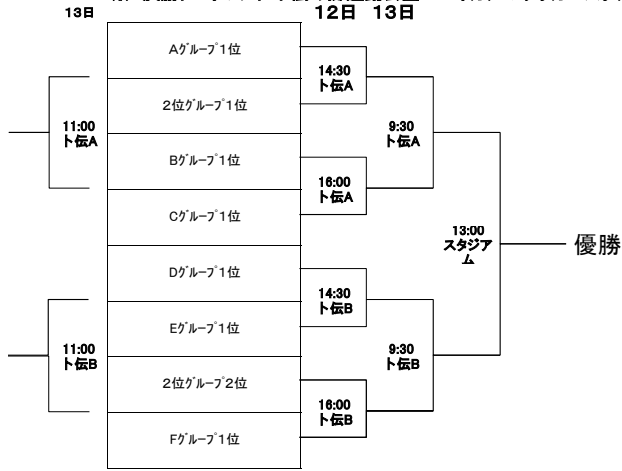 13日
12日 13日
Aグループ1位
2位グループ1位
Bグループ1位
Cグループ1位
Dグループ1位
Eグループ1位
2位グループ2位
Fグループ1位
11:00
ト伝A
11:00
ト伝B
14:30
ト伝A
16:00
ト伝A
14:30
ト伝B
16:00
ト伝B
9:30
ト伝A
9:30
ト伝B
13:00
スタジア
ム
優勝